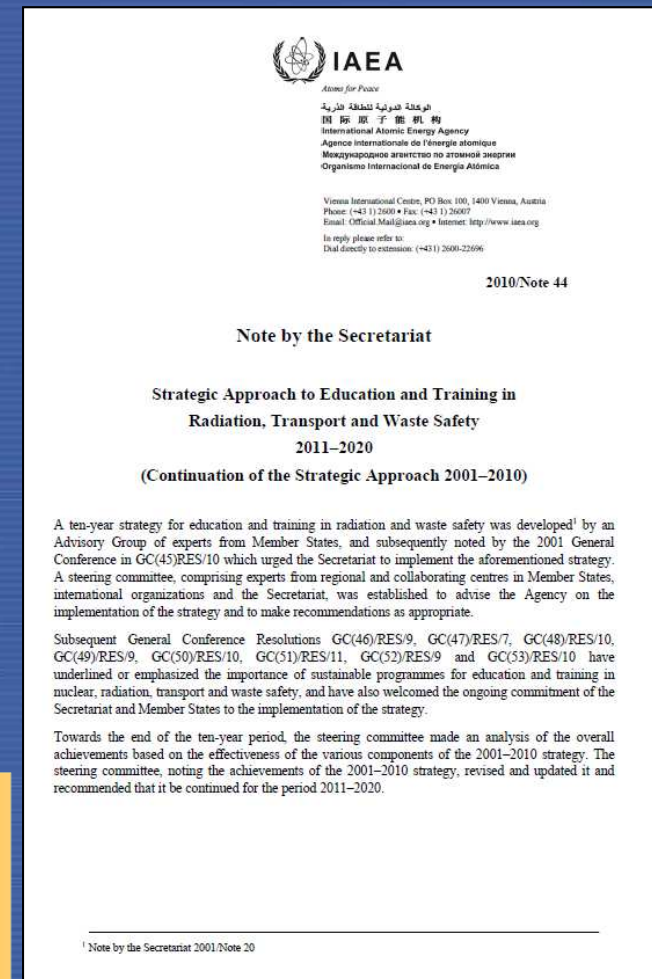 IAEA
Atoms for Peace
الوكالة الدولية للطاقة الذرية
国 际 原 子 能 机 构
International Atomic Energy Agency
Agence internationale de l'énergie atomique
Международное агентство по атомной энергии
Organismo Internacional de Energía Atómica
Vienna International Centre, PO Box 100, 1400 Vienna, Austria
Phone: (+43 1) 2600 • Fax: (+43 1) 26007
Email: Official.Mail@iaea.org • Internet: http://www.iaea.org
In reply please refer to:
Dial directly to extension: (+431) 2600-22696
2010/Note 44
Note by the Secretariat
Strategic Approach to Education and Training in
Radiation, Transport and Waste Safety
2011–2020
(Continuation of the Strategic Approach 2001–2010)
A ten-year strategy for education and training in radiation and waste safety was developed¹ by an
Advisory Group of experts from Member States, and subsequently noted by the 2001 General
Conference in GC(45)RES/10 which urged the Secretariat to implement the aforementioned strategy.
A steering committee, comprising experts from regional and collaborating centres in Member States,
international organizations and the Secretariat, was established to advise the Agency on the
implementation of the strategy and to make recommendations as appropriate.
Subsequent General Conference Resolutions GC(46)/RES/9, GC(47)/RES/7, GC(48)/RES/10,
GC(49)/RES/9, GC(50)/RES/10, GC(51)/RES/11, GC(52)/RES/9 and GC(53)/RES/10 have
underlined or emphasized the importance of sustainable programmes for education and training in
nuclear, radiation, transport and waste safety, and have also welcomed the ongoing commitment of the
Secretariat and Member States to the implementation of the strategy.
Towards the end of the ten-year period, the steering committee made an analysis of the overall
achievements based on the effectiveness of the various components of the 2001–2010 strategy. The
steering committee, noting the achievements of the 2001–2010 strategy, revised and updated it and
recommended that it be continued for the period 2011–2020.
¹ Note by the Secretariat 2001/Note 20